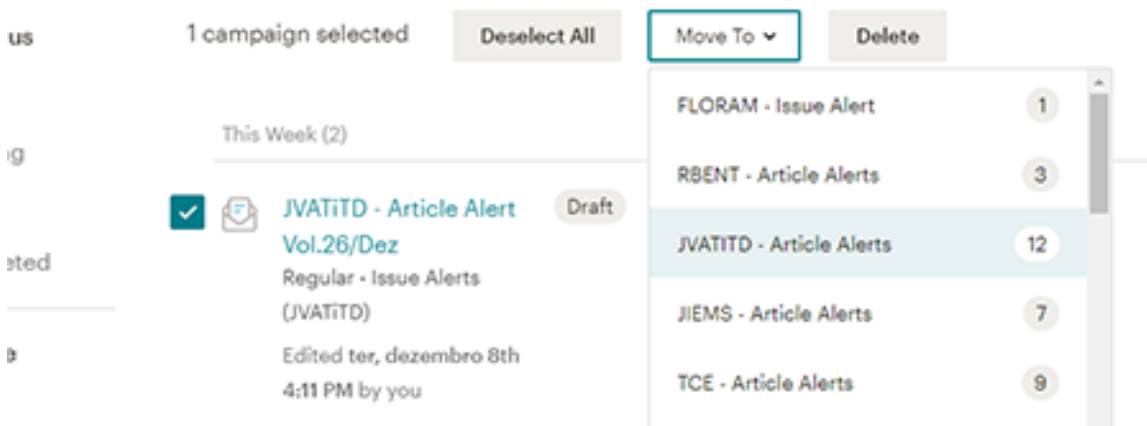 us
1 campaign selected
Deselect All
Move To
Delete
FLORAM - Issue Alert 1
This Week (2)
RBENT - Article Alerts 3
JVATiTD - Article Alert
Vol.26/Dez
Draft
Regular - Issue Alerts
(JVATiTD)
Edited ter, dezembro 8th
4:11 PM by you
JVATITD - Article Alerts 12
JIEMS - Article Alerts 7
TCE - Article Alerts 9